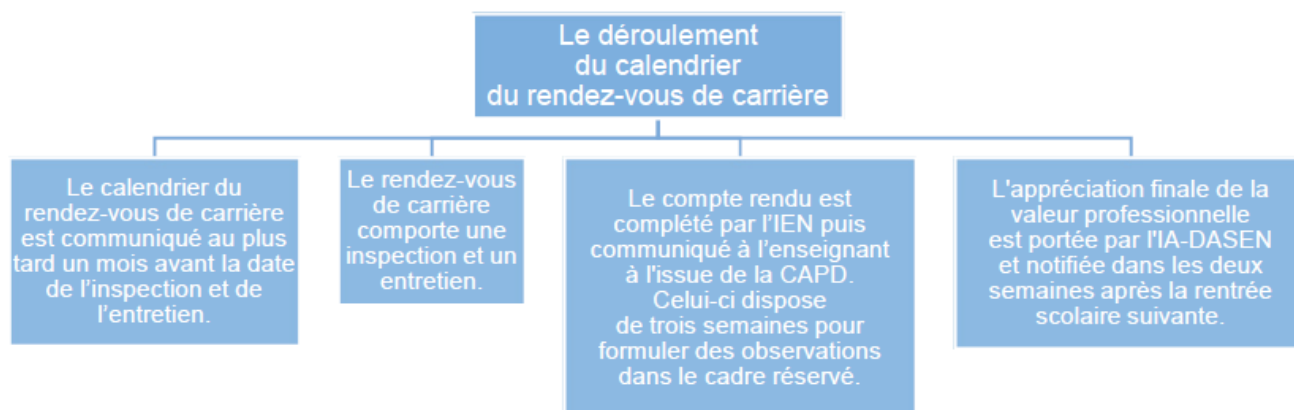 Le déroulement
du calendrier
du rendez-vous de carrière
Le calendrier du
rendez-vous de carrière
est communiqué au plus
tard un mois avant la date
de l'inspection et de
l'entretien.
Le rendez-vous
de carrière
comporte une
inspection et un
entretien.
Le compte rendu est
complété par l'IEN puis
communiqué à l'enseignant
à l'issue de la CAPD.
Celui-ci dispose
de trois semaines pour
formuler des observations
dans le cadre réservé.
L'appréciation finale de la
valeur professionnelle
est portée par l'IA-DASEN
et notifiée dans les deux
semaines après la rentrée
scolaire suivante.